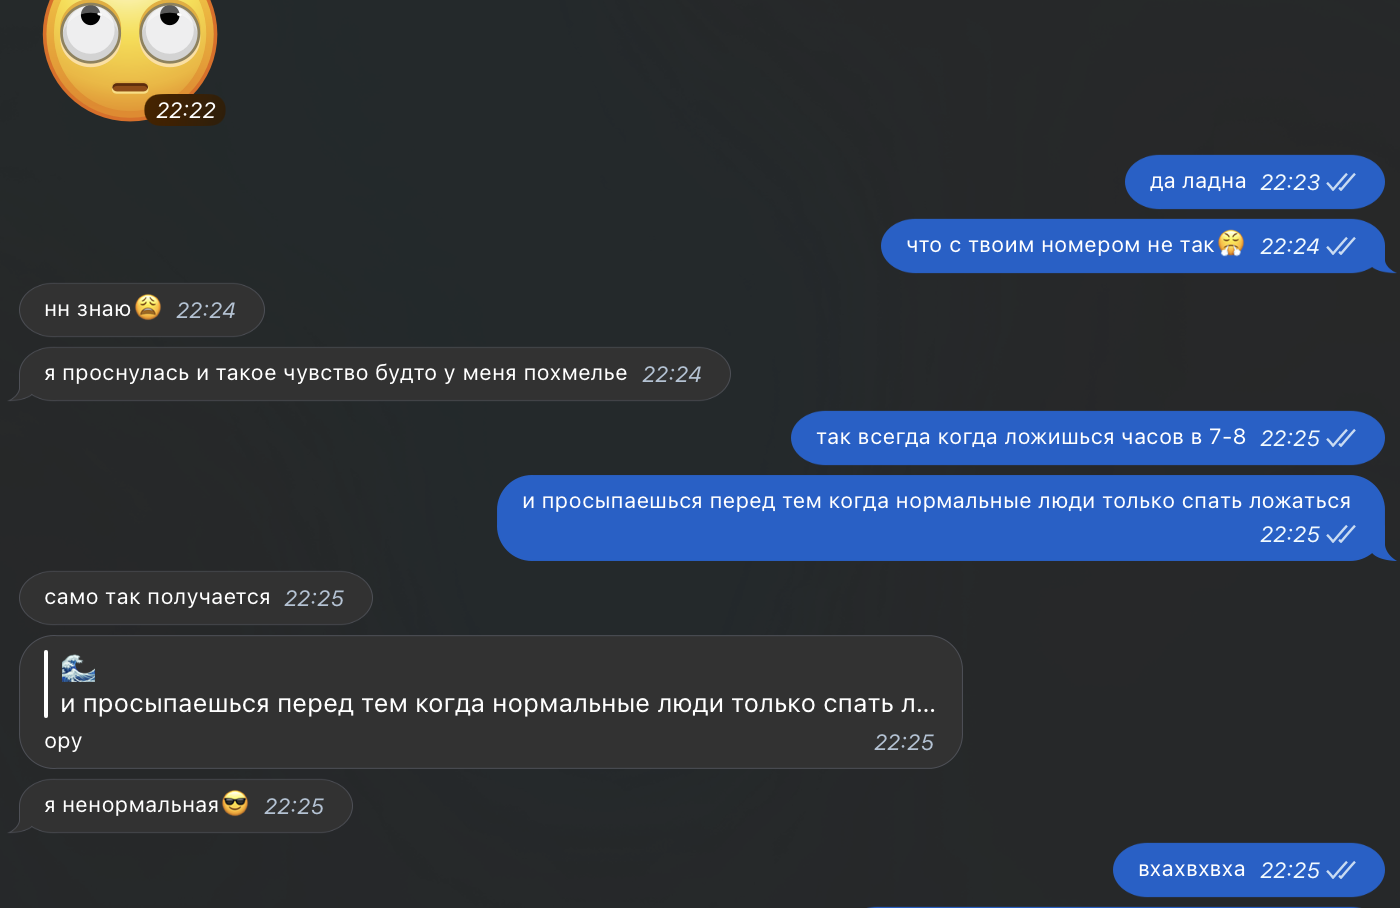 22:22
да ладна 22:23
что с твоим номером не так😤 22:24
нн знаю😩 22:24
я проснулась и такое чувство будто у меня похмелье 22:24
так всегда когда ложишься часов в 7-8 22:25
и просыпаешься перед тем когда нормальные люди только спать ложаться
22:25
само так получается 22:25
🌊
и просыпаешься перед тем когда нормальные люди только спать л...
ору 22:25
я ненормальная😎 22:25
вхахвхвха 22:25